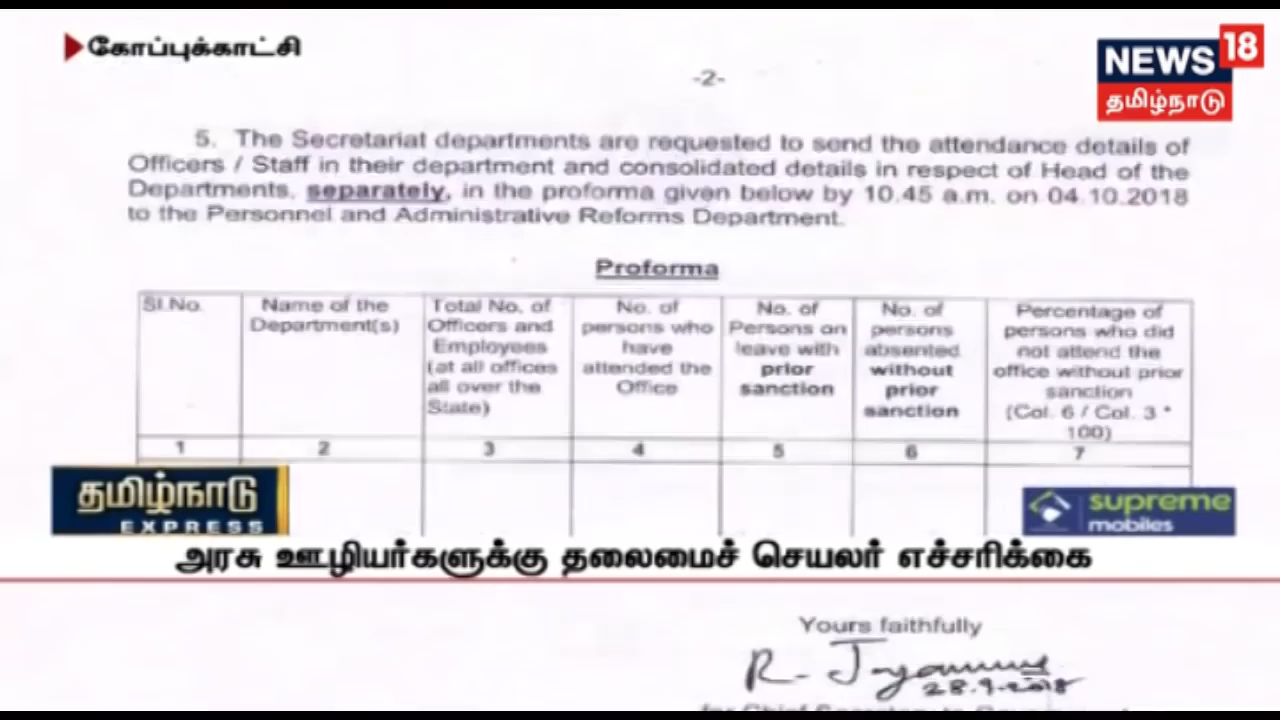 கோப்புக்காட்சி
NEWS 18
தமிழ்நாடு
-2-
5. The Secretariat departments are requested to send the attendance details of
Officers / Staff in their department and consolidated details in respect of Head of the
Departments, separately, in the proforma given below by 10.45 a.m. on 04.10.2018
to the Personnel and Administrative Reforms Department.
Proforma
Sl.No.
Name of the
Department(s)
Total No. of
Officers and
Employees
(at all offices
all over the
State)
No. of
persons who
have
attended the
Office
No. of
Persons on
leave with
prior
sanction
No. of
persons
absented
without
prior
sanction
Percentage of
persons who did
not attend the
office without prior
sanction
(Col. 6 / Col. 3 *
100)
1 2 3 4 5 6 7
தமிழ்நாடு
EXPRESS
supreme
mobiles
அரசு ஊழியர்களுக்கு தலைமைச் செயலர் எச்சரிக்கை
Yours faithfully
R.
28.9.2018
for Chief Secretary to Government